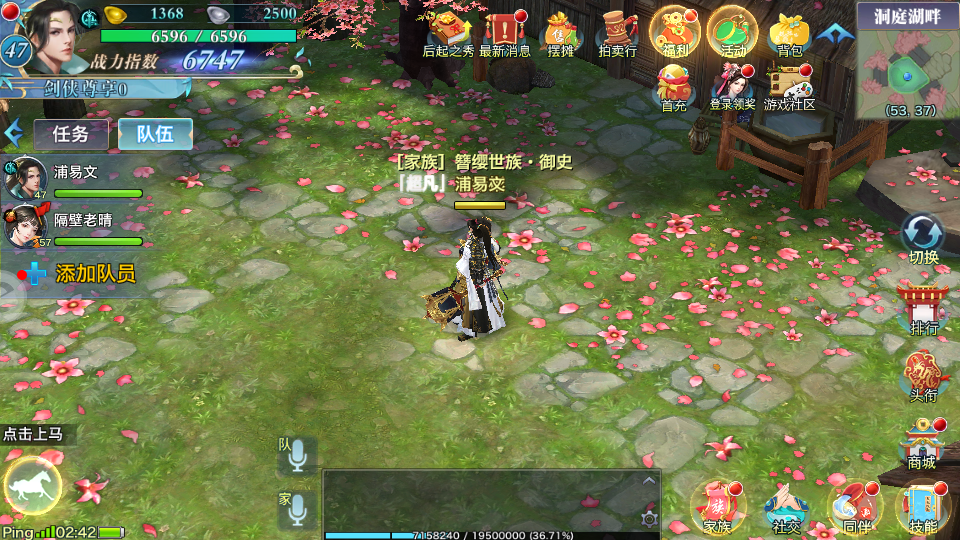 1368
2500
6596 / 6596
47
战力指数 6747
剑侠尊享0
后起之秀
最新消息
摆摊
拍卖行
福利
活动
背包
首充
登录领奖
游戏社区
洞庭湖畔
(53, 37)
任务
队伍
浦易文
47
隔壁老晴
57
添加队员
[家族] 簪缨世族·御史
「超凡」浦易文
切换
排行
头衔
商城
点击上马
队
家
Ping
02:42
7158240 / 19500000 (36.71%)
家族
社交
同伴
技能